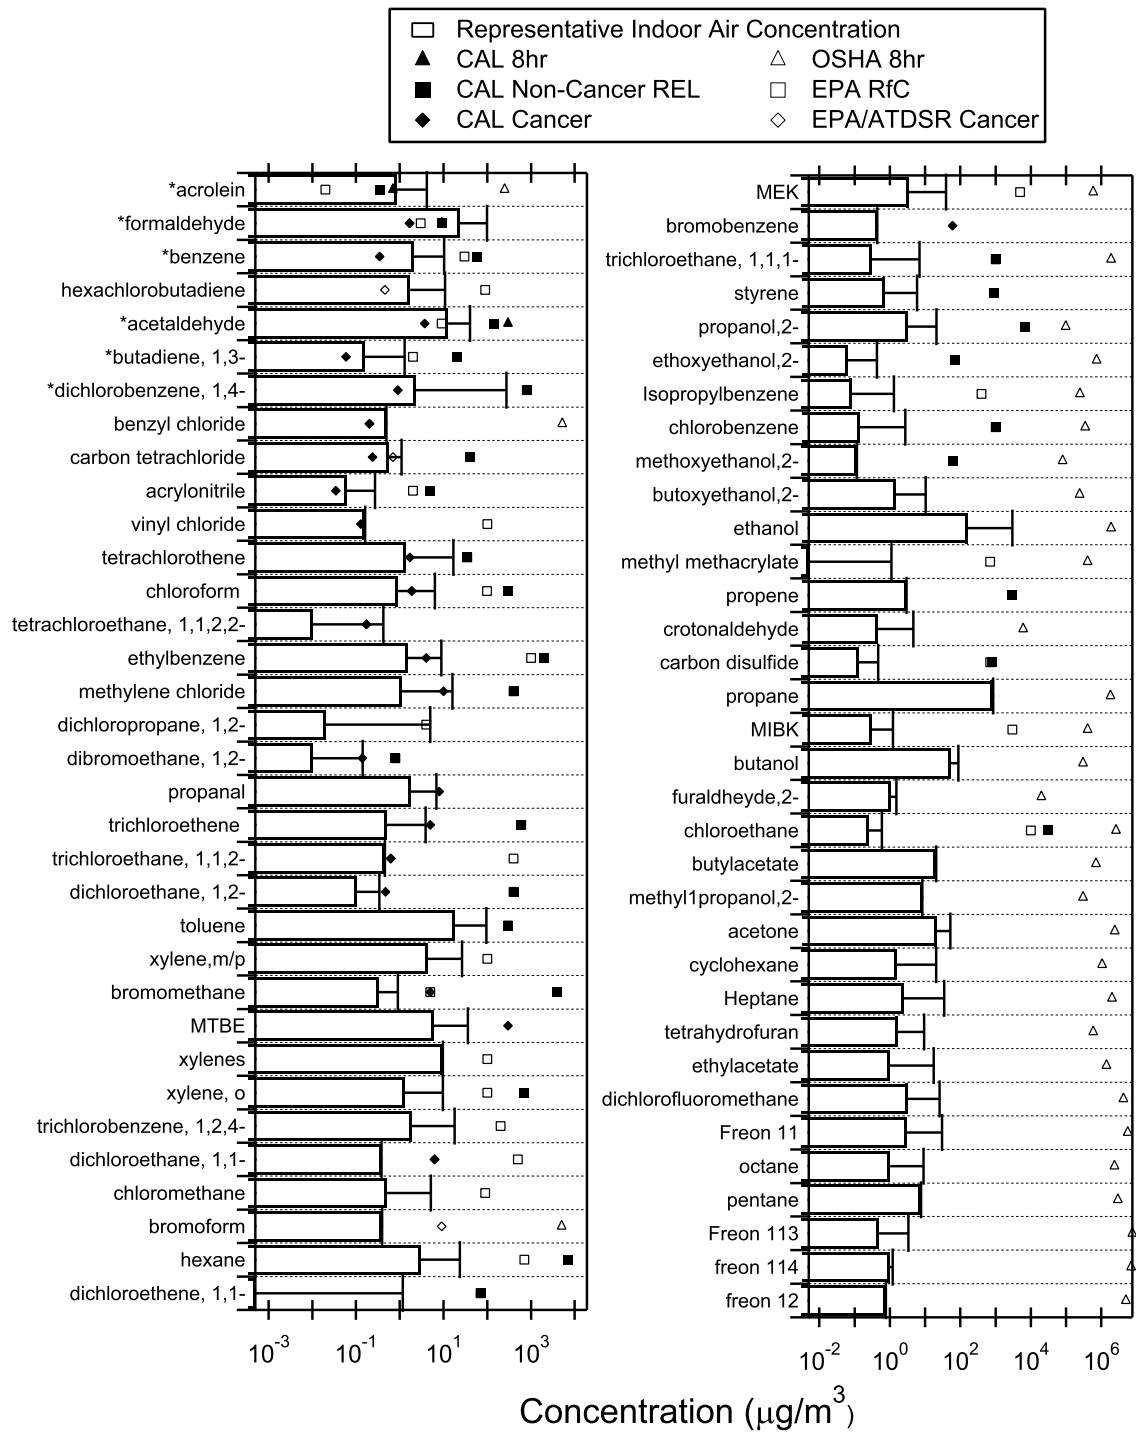 Representative Indoor Air Concentration
CAL 8hr OSHA 8hr
CAL Non-Cancer REL EPA RfC
CAL Cancer EPA/ATDSR Cancer
*acrolein
*formaldehyde
*benzene
hexachlorobutadiene
*acetaldehyde
*butadiene, 1,3-
*dichlorobenzene, 1,4-
benzyl chloride
carbon tetrachloride
acrylonitrile
vinyl chloride
tetrachlorothene
chloroform
tetrachloroethane, 1,1,2,2-
ethylbenzene
methylene chloride
dichloropropane, 1,2-
dibromoethane, 1,2-
propanal
trichloroethene
trichloroethane, 1,1,2-
dichloroethane, 1,2-
toluene
xylene,m/p
bromomethane
MTBE
xylenes
xylene, o
trichlorobenzene, 1,2,4-
dichloroethane, 1,1-
chloromethane
bromoform
hexane
dichloroethene, 1,1-
10⁻³ 10⁻¹ 10¹ 10³
MEK
bromobenzene
trichloroethane, 1,1,1-
styrene
propanol,2-
ethoxyethanol,2-
Isopropylbenzene
chlorobenzene
methoxyethanol,2-
butoxyethanol,2-
ethanol
methyl methacrylate
propene
crotonaldehyde
carbon disulfide
propane
MIBK
butanol
furaldheyde,2-
chloroethane
butylacetate
methyl1propanol,2-
acetone
cyclohexane
Heptane
tetrahydrofuran
ethylacetate
dichlorofluoromethane
Freon 11
octane
pentane
Freon 113
freon 114
freon 12
10⁻² 10⁰ 10² 10⁴ 10⁶
Concentration (μg/m³)